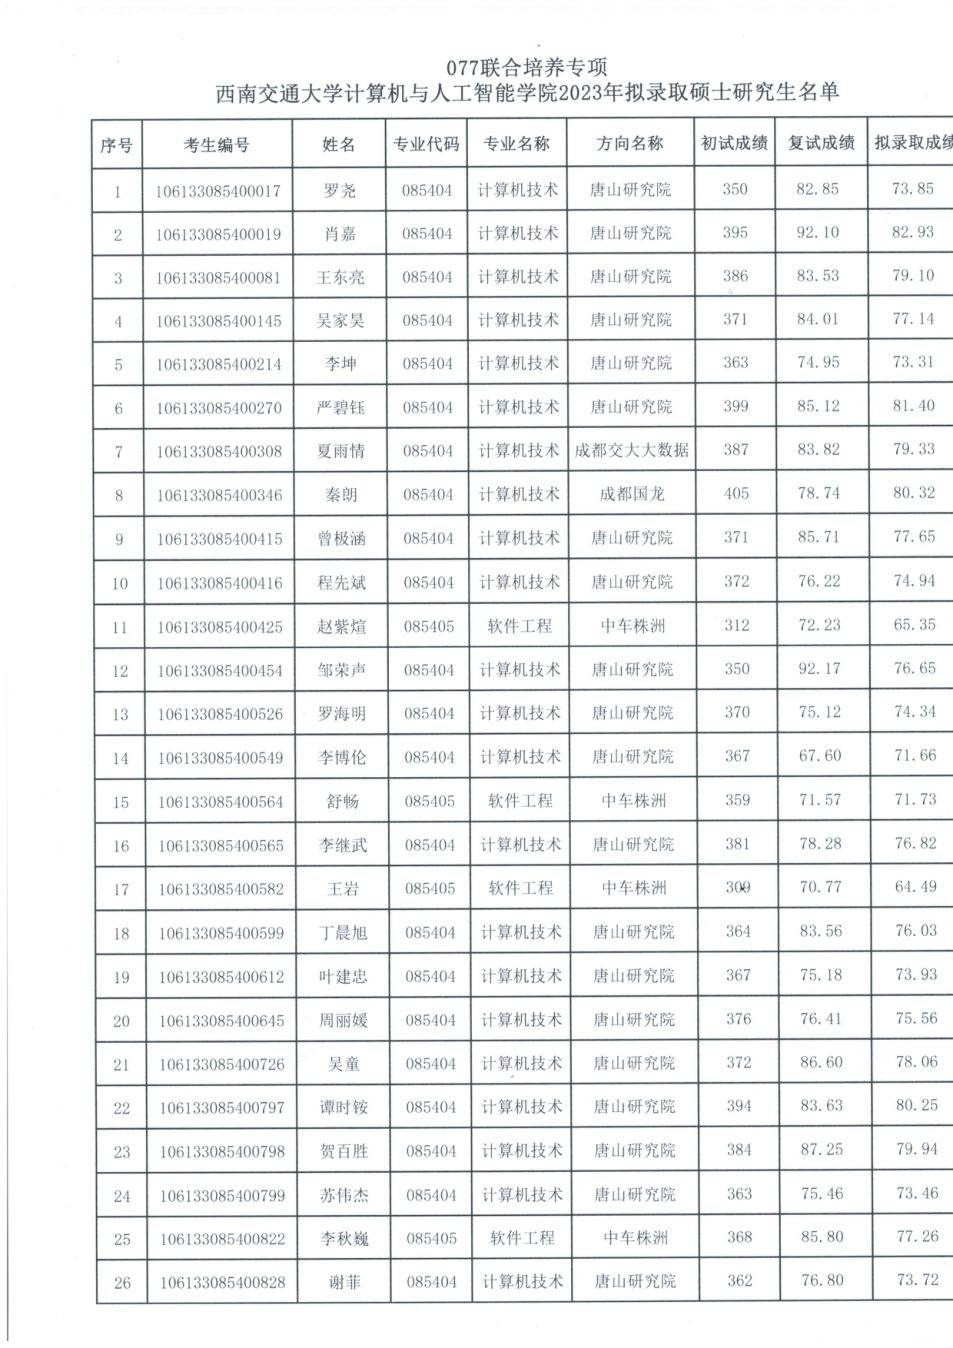 077联合培养专项
西南交通大学计算机与人工智能学院2023年拟录取硕士研究生名单
序号 考生编号 姓名 专业代码 专业名称 方向名称 初试成绩 复试成绩 拟录取成绩
1 106133085400017 罗尧 085404 计算机技术 唐山研究院 350 82.85 73.85
2 106133085400019 肖嘉 085404 计算机技术 唐山研究院 395 92.10 82.93
3 106133085400081 王东亮 085404 计算机技术 唐山研究院 386 83.53 79.10
4 106133085400145 吴家昊 085404 计算机技术 唐山研究院 371 84.01 77.14
5 106133085400214 李坤 085404 计算机技术 唐山研究院 363 74.95 73.31
6 106133085400270 严碧钰 085404 计算机技术 唐山研究院 399 85.12 81.40
7 106133085400308 夏雨情 085404 计算机技术 成都交大大数据 387 83.82 79.33
8 106133085400346 秦朗 085404 计算机技术 成都国龙 405 78.74 80.32
9 106133085400415 曾极涵 085404 计算机技术 唐山研究院 371 85.71 77.65
10 106133085400416 程先斌 085404 计算机技术 唐山研究院 372 76.22 74.94
11 106133085400425 赵紫煊 085405 软件工程 中车株洲 312 72.23 65.35
12 106133085400454 邹荣声 085404 计算机技术 唐山研究院 350 92.17 76.65
13 106133085400526 罗海明 085404 计算机技术 唐山研究院 370 75.12 74.34
14 106133085400549 李博伦 085404 计算机技术 唐山研究院 367 67.60 71.66
15 106133085400564 舒畅 085405 软件工程 中车株洲 359 71.57 71.73
16 106133085400565 李继武 085404 计算机技术 唐山研究院 381 78.28 76.82
17 106133085400582 王岩 085405 软件工程 中车株洲 309 70.77 64.49
18 106133085400599 丁晨旭 085404 计算机技术 唐山研究院 364 83.56 76.03
19 106133085400612 叶建忠 085404 计算机技术 唐山研究院 367 75.18 73.93
20 106133085400645 周丽媛 085404 计算机技术 唐山研究院 376 76.41 75.56
21 106133085400726 吴童 085404 计算机技术 唐山研究院 372 86.60 78.06
22 106133085400797 谭时铵 085404 计算机技术 唐山研究院 394 83.63 80.25
23 106133085400798 贺百胜 085404 计算机技术 唐山研究院 384 87.25 79.94
24 106133085400799 苏伟杰 085404 计算机技术 唐山研究院 363 75.46 73.46
25 106133085400822 李秋巍 085405 软件工程 中车株洲 368 85.80 77.26
26 106133085400828 谢菲 085404 计算机技术 唐山研究院 362 76.80 73.72